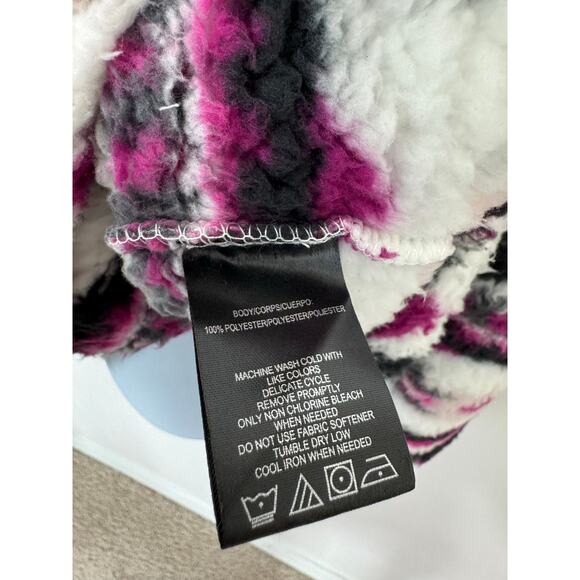 BODY/CORPS/CUERPO:
100% POLYESTER/POLYESTER/POLIESTER
MACHINE WASH COLD WITH
LIKE COLORS
DELICATE CYCLE
REMOVE PROMPTLY
ONLY NON CHLORINE BLEACH
WHEN NEEDED
DO NOT USE FABRIC SOFTENER
TUMBLE DRY LOW
COOL IRON WHEN NEEDED